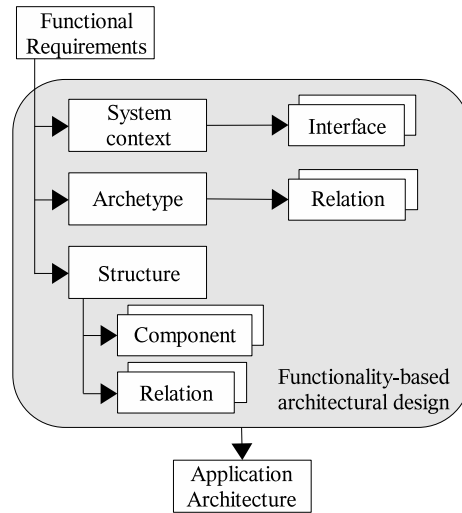 Functional
Requirements
System
context
Interface
Archetype
Relation
Structure
Component
Relation
Functionality-based
architectural design
Application
Architecture